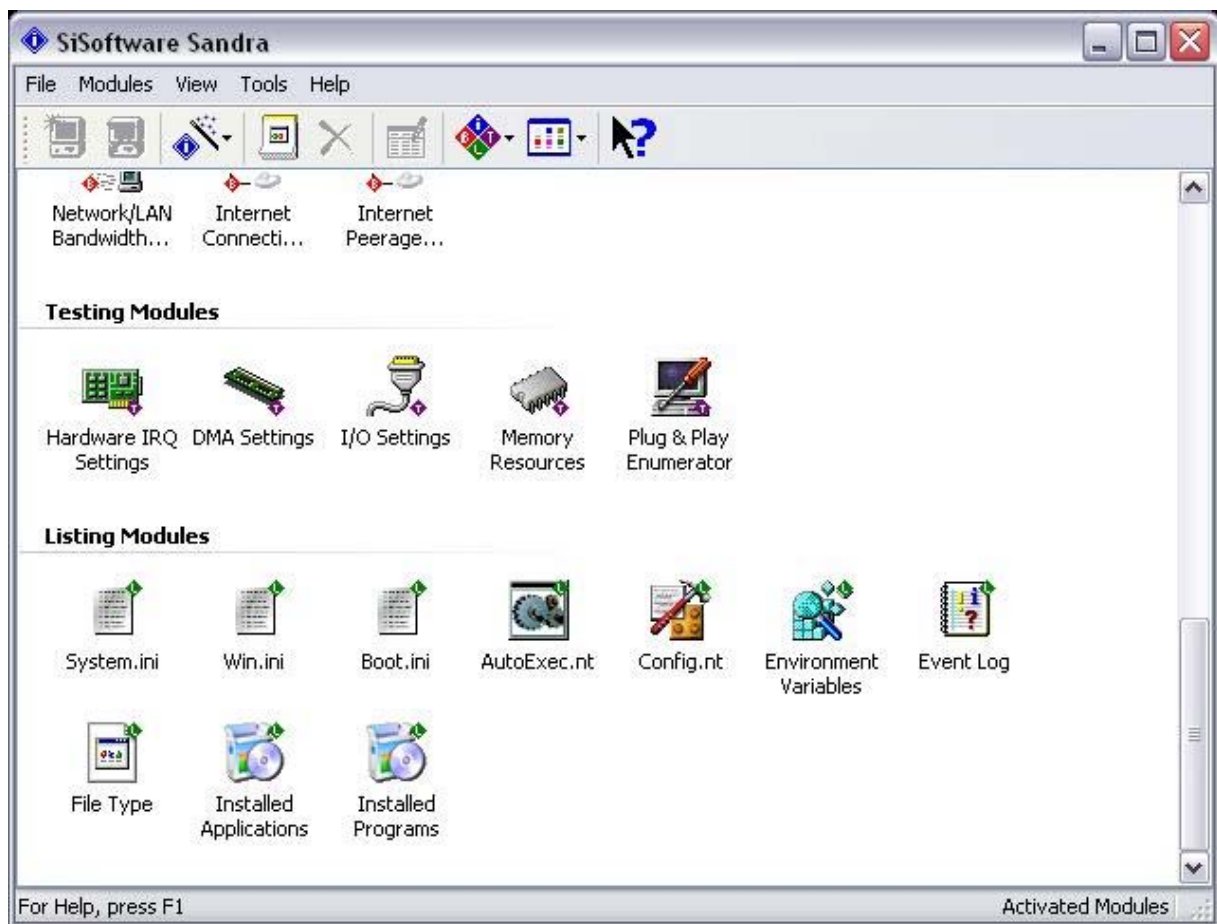 SiSoftware Sandra
File Modules View Tools Help
Network/LAN Bandwidth...
Internet Connecti...
Internet Peerage...
Testing Modules
Hardware IRQ Settings
DMA Settings
I/O Settings
Memory Resources
Plug & Play Enumerator
Listing Modules
System.ini
Win.ini
Boot.ini
AutoExec.nt
Config.nt
Environment Variables
Event Log
File Type
Installed Applications
Installed Programs
For Help, press F1
Activated Modules